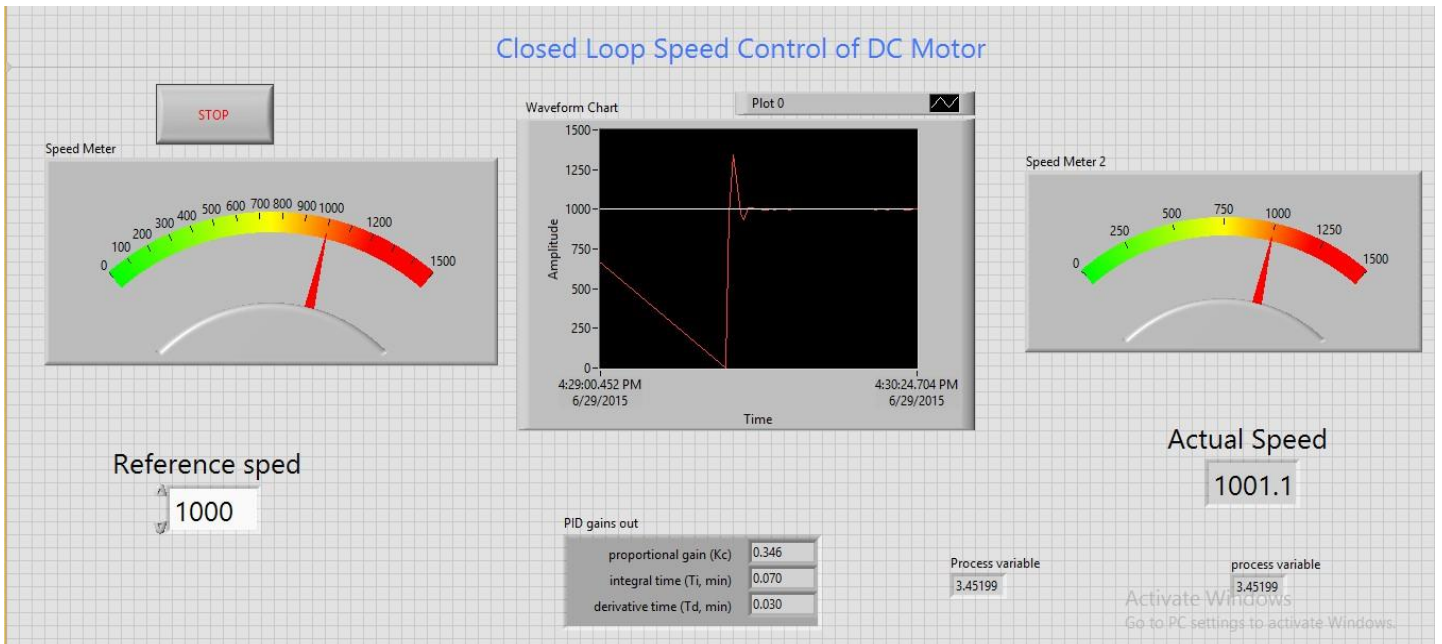 Closed Loop Speed Control of DC Motor
STOP
Speed Meter
0 100 200 300 400 500 600 700 800 900 1000 1200 1500
Waveform Chart
Plot 0
1500
1250
1000
750
500
250
0
Amplitude
4:29:00.452 PM
6/29/2015
4:30:24.704 PM
6/29/2015
Time
Speed Meter 2
0 250 500 750 1000 1250 1500
Reference sped
1000
Actual Speed
1001.1
PID gains out
proportional gain (Kc) 0.346
integral time (Ti, min) 0.070
derivative time (Td, min) 0.030
Process variable
3.45199
process variable
3.45199
Activate Windows
Go to PC settings to activate Windows.